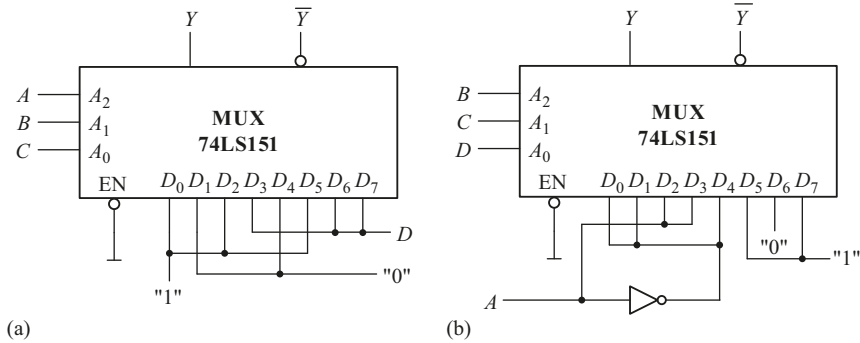 Y Y̅
A A₂
B A₁
C A₀
MUX
74LS151
EN D₀ D₁ D₂ D₃ D₄ D₅ D₆ D₇
D
"0"
"1"
(a)
Y Y̅
B A₂
C A₁
D A₀
MUX
74LS151
EN D₀ D₁ D₂ D₃ D₄ D₅ D₆ D₇
"0" "1"
A
(b)